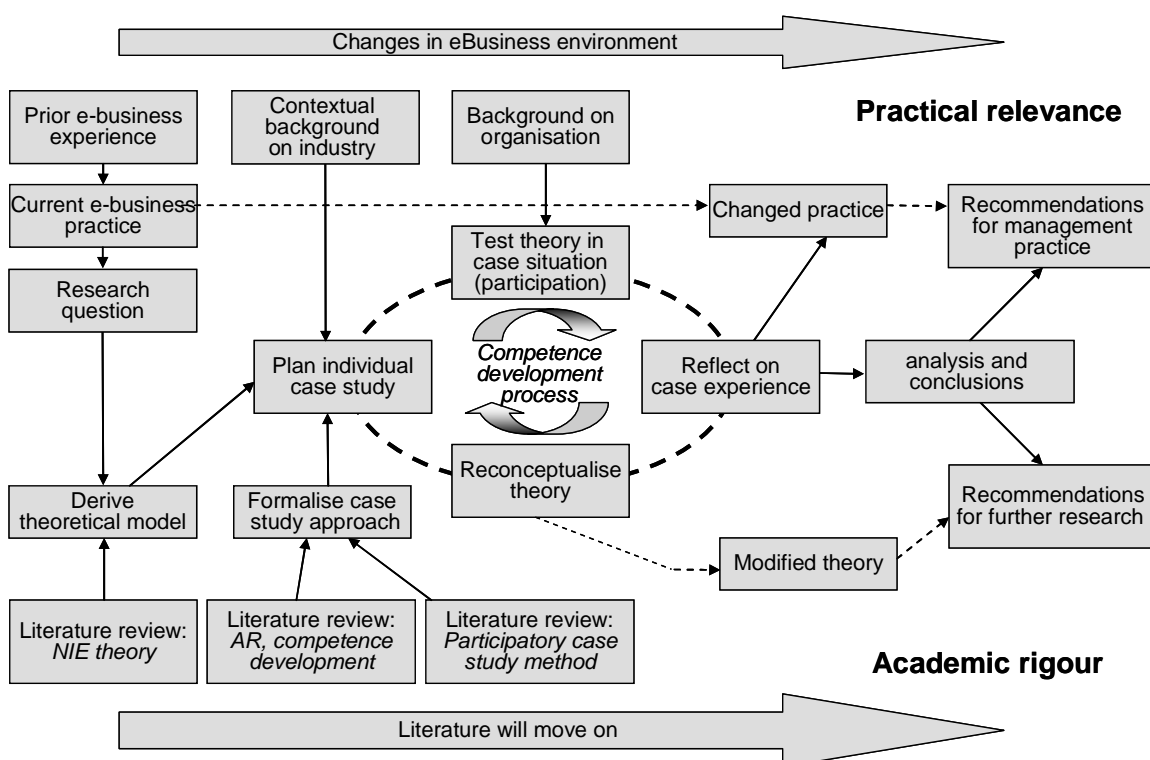 Changes in eBusiness environment
Prior e-business
experience
Contextual
background
on industry
Background on
organisation
Practical relevance
Current e-business
practice
Changed practice
Recommendations
for management
practice
Test theory in
case situation
(participation)
Research
question
Plan individual
case study
Competence
development
process
Reflect on
case experience
analysis and
conclusions
Reconceptualise
theory
Derive
theoretical model
Formalise case
study approach
Recommendations
for further research
Modified theory
Literature review:
NIE theory
Literature review:
AR, competence
development
Literature review:
Participatory case
study method
Academic rigour
Literature will move on